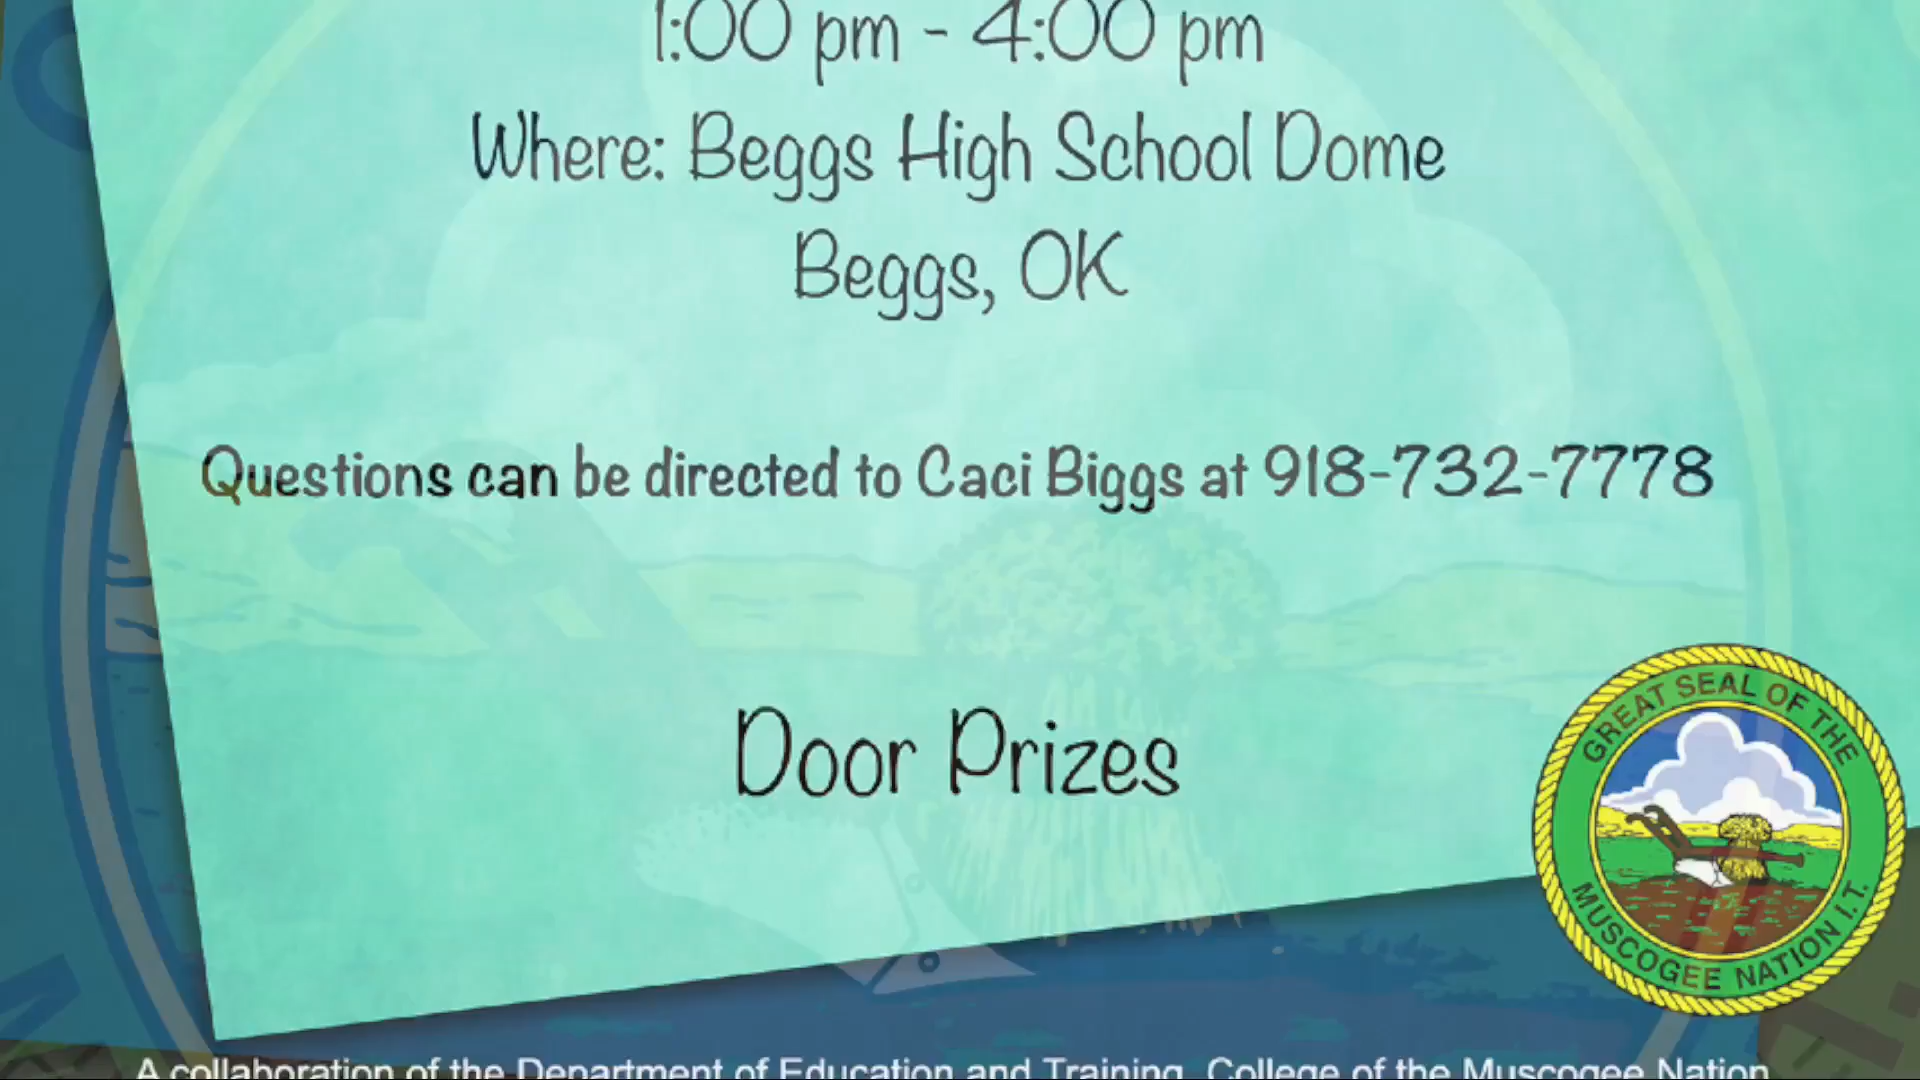 1:00 pm - 4:00 pm
Where: Beggs High School Dome
Beggs, OK
Questions can be directed to Caci Biggs at 918-732-7778
Door Prizes
GREAT SEAL OF THE
MUSCOGEE NATION I.T.
A collaboration of the Department of Education and Training, College of the Muscogee Nation